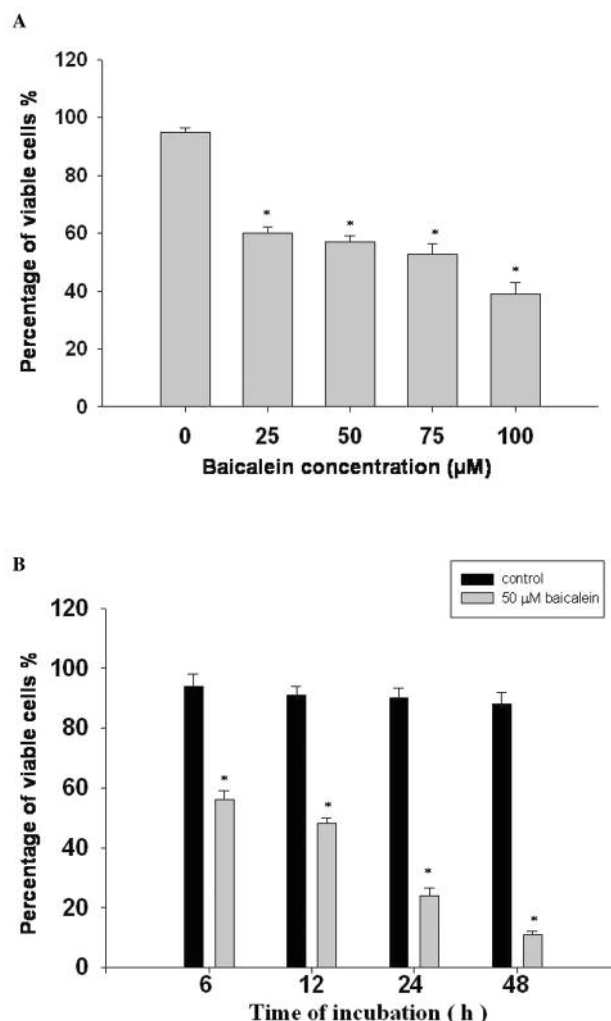 A
Percentage of viable cells %
120
100
80
60
40
20
0
*
*
*
*
0 25 50 75 100
Baicalein concentration (µM)
B
control
50 µM baicalein
Percentage of viable cells %
120
100
80
60
40
20
0
*
*
*
*
6 12 24 48
Time of incubation ( h )